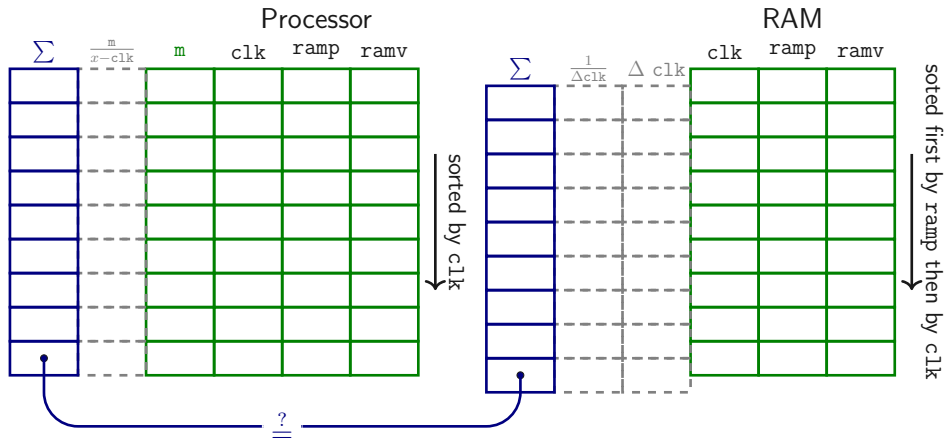 Processor
RAM
∑ m/(x−clk) m clk ramp ramv
∑ 1/(Δclk) Δ clk clk ramp ramv
sorted by clk
soted first by ramp then by clk
?
=